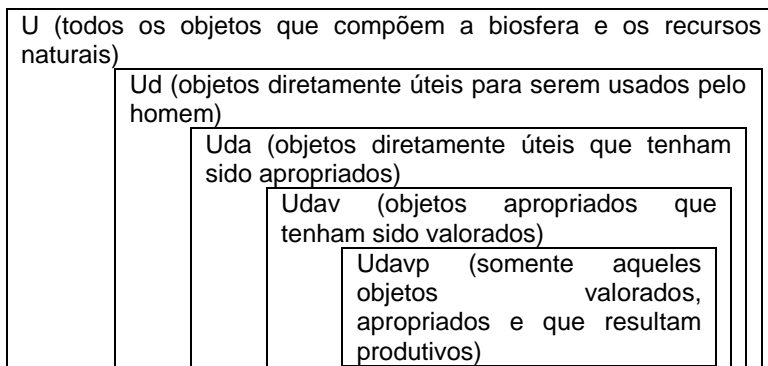 U (todos os objetos que compõem a biosfera e os recursos
naturais)
Ud (objetos diretamente úteis para serem usados pelo
homem)
Uda (objetos diretamente úteis que tenham
sido apropriados)
Udav (objetos apropriados que
tenham sido valorados)
Udavp (somente aqueles
objetos valorados,
apropriados e que resultam
produtivos)